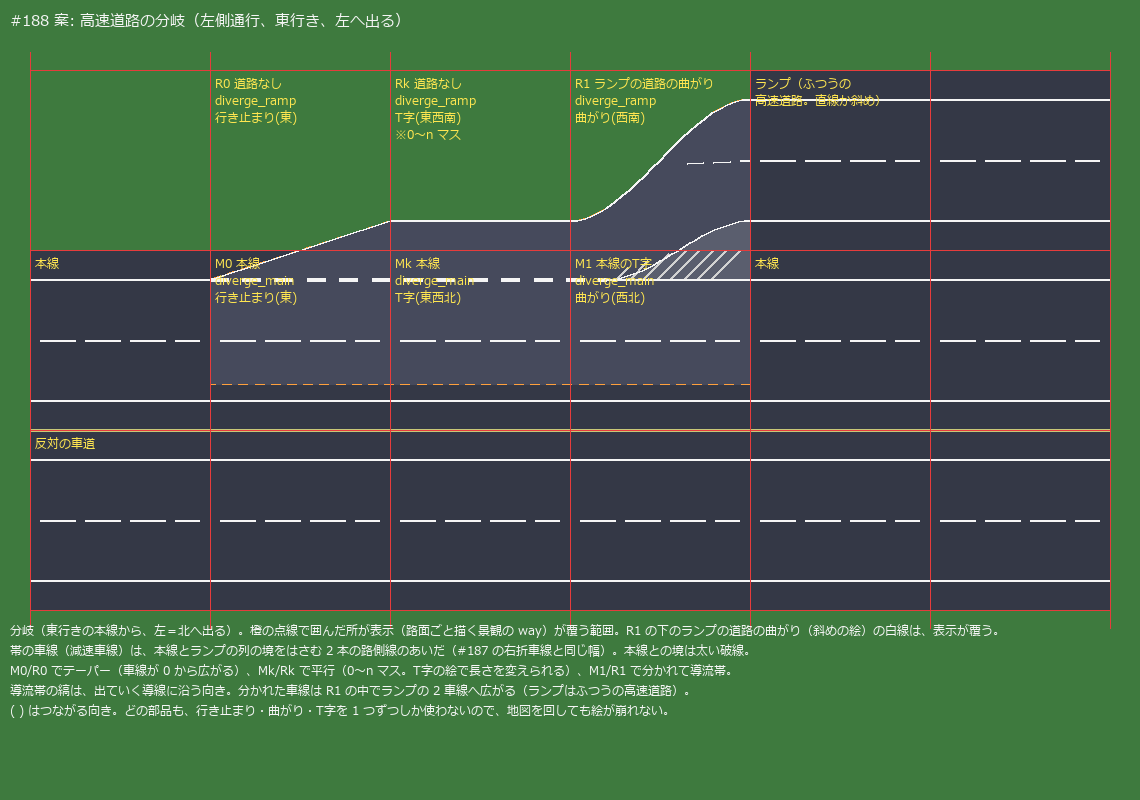 #188 案: 高速道路の分岐（左側通行、東行き、左へ出る）
R0 道路なし
diverge_ramp
行き止まり(東)
Rk 道路なし
diverge_ramp
T字(東西南)
※0～n マス
R1 ランプの道路の曲がり
diverge_ramp
曲がり(西南)
ランプ（ふつうの
高速道路。直線か斜め）
本線
M0 本線
diverge_main
行き止まり(東)
Mk 本線
diverge_main
T字(東西北)
M1 本線のT字
diverge_main
曲がり(西北)
本線
反対の車道
分岐（東行きの本線から、左＝北へ出る）。橙の点線で囲んだ所が表示（路面ごと描く景観の way）が覆う範囲。R1 の下のランプの道路の曲がり（斜めの絵）の白線は、表示が覆う。
帯の車線（減速車線）は、本線とランプの列の境をはさむ 2 本の路側線のあいだ（#187 の右折車線と同じ幅）。本線との境は太い破線。
M0/R0 でテーパー（車線が 0 から広がる）、Mk/Rk で平行（0～n マス。T字の絵で長さを変えられる）、M1/R1 で分かれて導流帯。
導流帯の縞は、出ていく導線に沿う向き。分かれた車線は R1 の中でランプの 2 車線へ広がる（ランプはふつうの高速道路）。
( ) はつながる向き。どの部品も、行き止まり・曲がり・T字を 1 つずつしか使わないので、地図を回しても絵が崩れない。